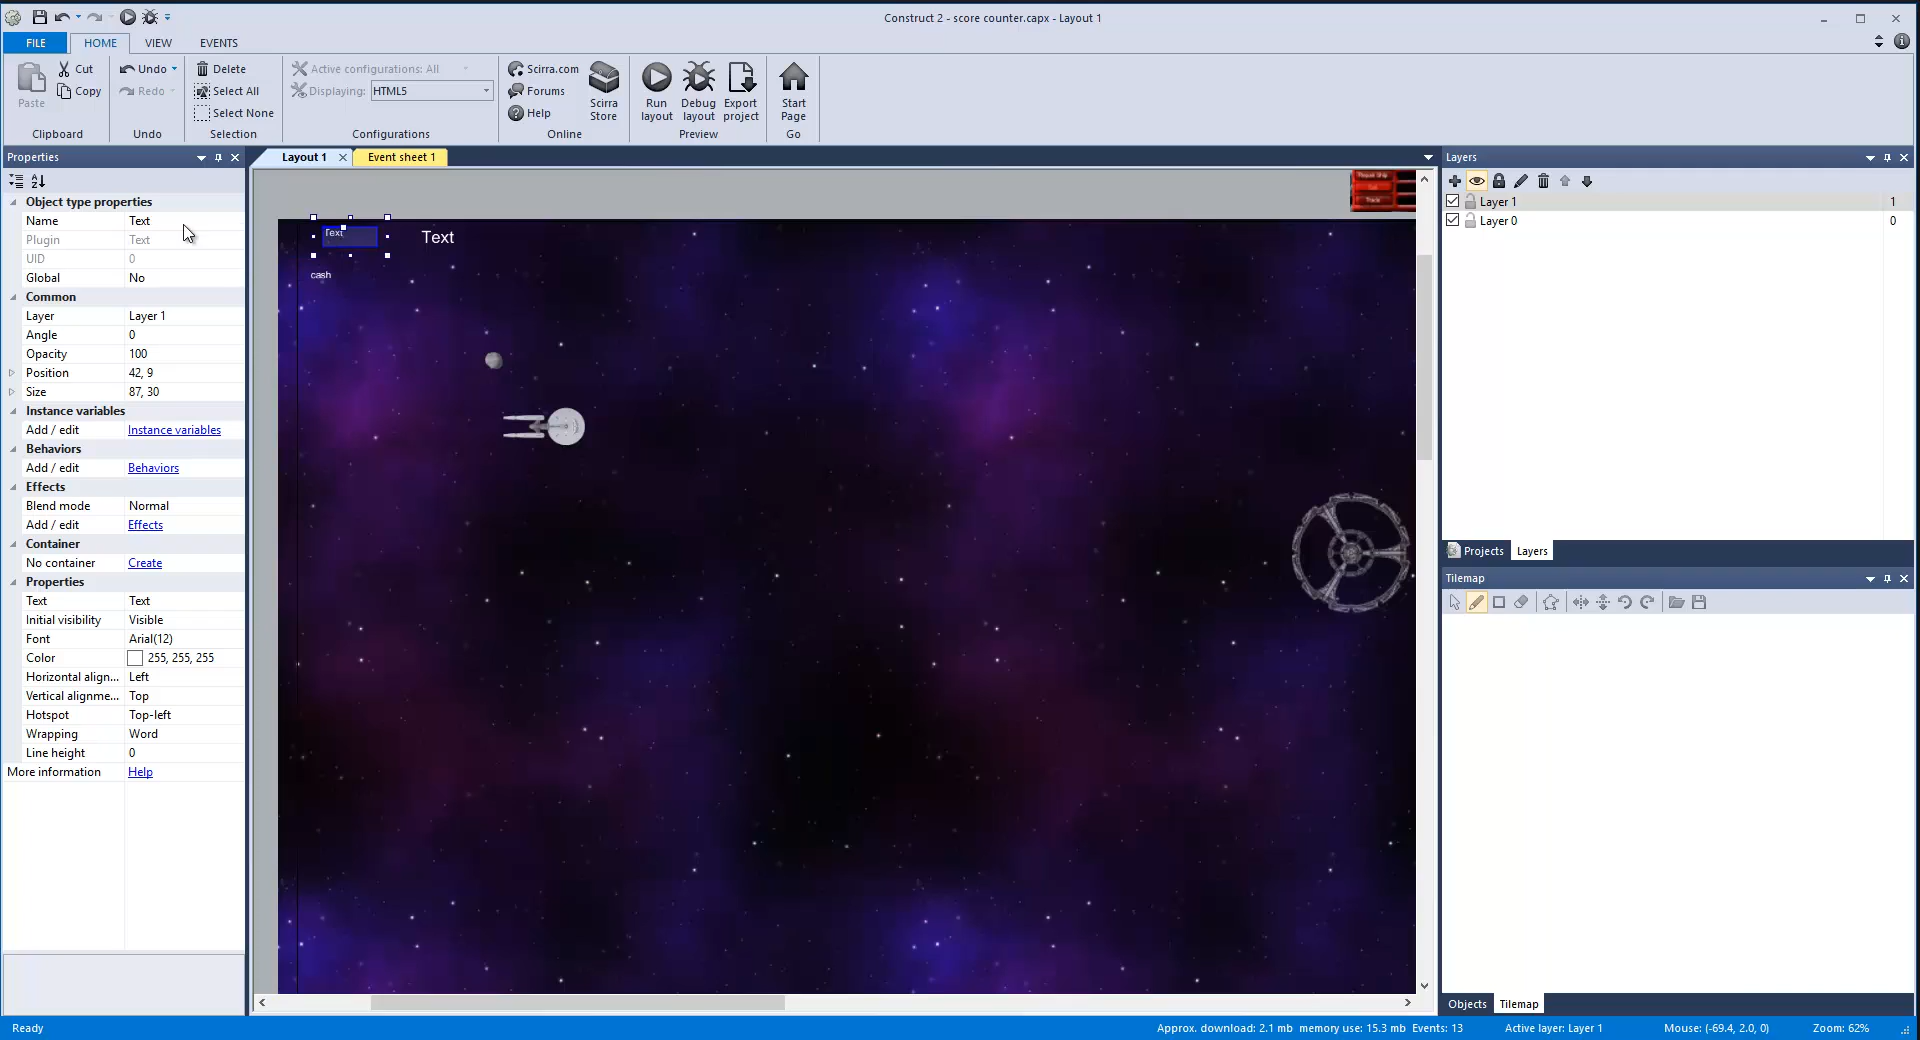 Construct 2 - score counter.capx - Layout 1
FILE HOME VIEW EVENTS
Paste Cut Copy Clipboard
Undo Redo Undo
Delete Select All Select None Selection
Active configurations: All
Displaying: HTML5
Configurations
Scirra.com Forums Help Scirra Store Online
Run layout Debug layout Export project Preview
Start Page Go
Properties
Layout 1 Event sheet 1
Layers
Object type properties
Name Text
Plugin Text
UID 0
Global No
Common
Layer Layer 1
Angle 0
Opacity 100
Position 42, 9
Size 87, 30
Instance variables
Add / edit Instance variables
Behaviors
Add / edit Behaviors
Effects
Blend mode Normal
Add / edit Effects
Container
No container Create
Properties
Text Text
Initial visibility Visible
Font Arial(12)
Color 255, 255, 255
Horizontal align... Left
Vertical alignme... Top
Hotspot Top-left
Wrapping Word
Line height 0
More information Help
Text Text
cash
Layer 1 1
Layer 0 0
Projects Layers
Tilemap
Objects Tilemap
Ready
Approx. download: 2.1 mb memory use: 15.3 mb Events: 13 Active layer: Layer 1 Mouse: (-69.4, 2.0, 0) Zoom: 62%